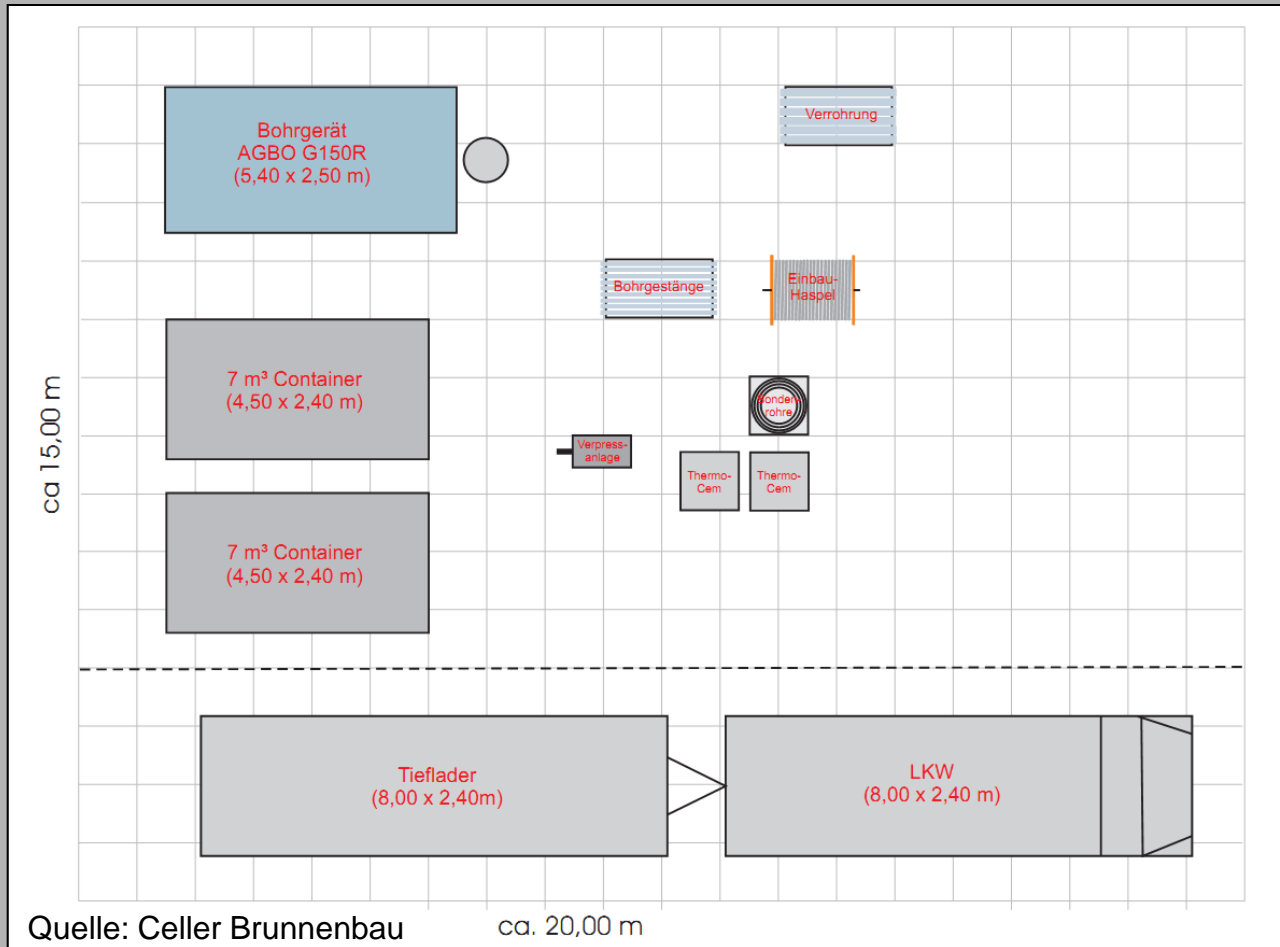 Bohrgerät
AGBO G150R
(5,40 x 2,50 m)
Verrohrung
Bohrgestänge
Einbau-
Haspel
7 m³ Container
(4,50 x 2,40 m)
Sonden-
rohre
Verpress-
anlage
Thermo-
Cem
Thermo-
Cem
7 m³ Container
(4,50 x 2,40 m)
ca 15,00 m
Tieflader
(8,00 x 2,40m)
LKW
(8,00 x 2,40 m)
Quelle: Celler Brunnenbau
ca. 20,00 m